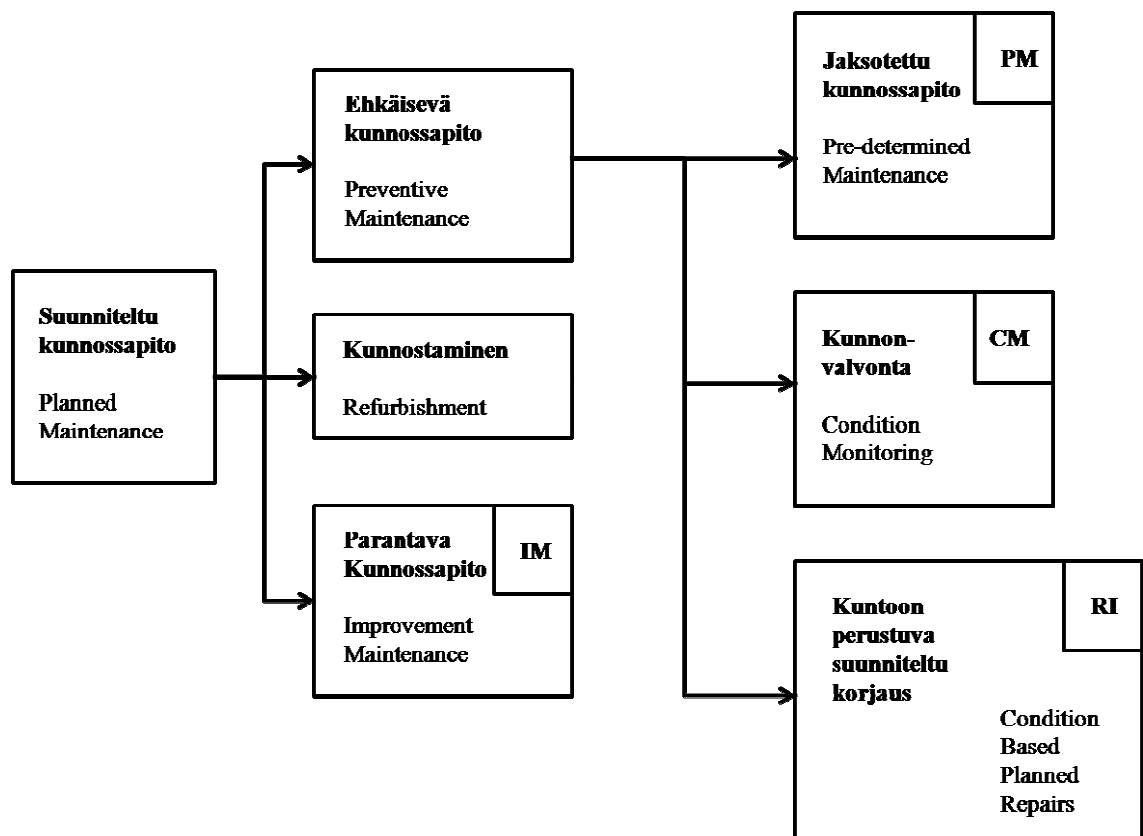 Suunniteltu
kunnossapito
Planned
Maintenance
Ehkäisevä
kunnossapito
Preventive
Maintenance
Kunnostaminen
Refurbishment
Parantava
Kunnossapito
IM
Improvement
Maintenance
Jaksotettu
kunnossapito
PM
Pre-determined
Maintenance
Kunnon-
valvonta
CM
Condition
Monitoring
Kuntoon
perustuva
suunniteltu
korjaus
RI
Condition
Based
Planned
Repairs